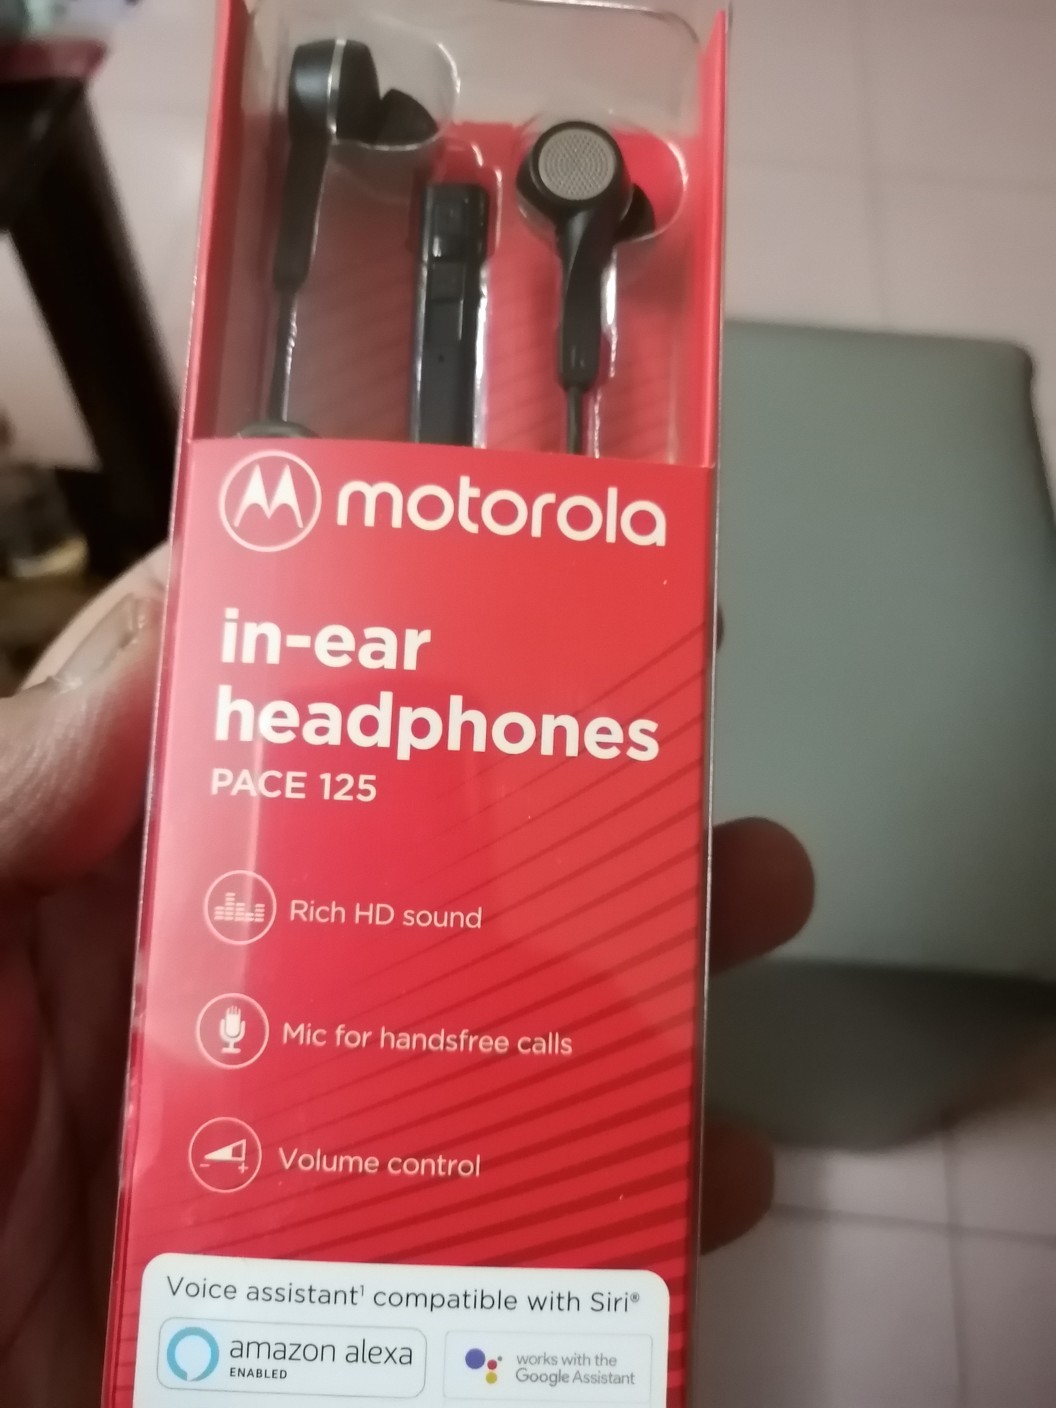 motorola
in-ear
headphones
PACE 125
Rich HD sound
Mic for handsfree calls
Volume control
Voice assistant¹ compatible with Siri®
amazon alexa
ENABLED
works with the
Google Assistant